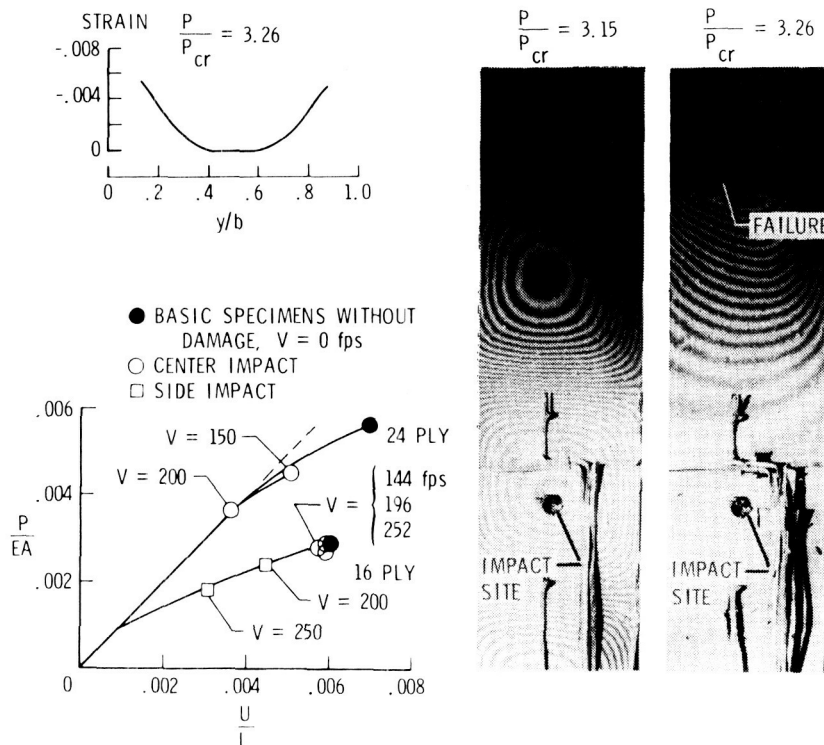 STRAIN
P/Pcr = 3.26
-.008
-.004
0
0 .2 .4 .6 .8 1.0
y/b
● BASIC SPECIMENS WITHOUT
DAMAGE, V = 0 fps
○ CENTER IMPACT
□ SIDE IMPACT
.006
.004
.002
P/EA
V = 150
V = 200
24 PLY
V = { 144 fps
196
252
16 PLY
V = 200
V = 250
0 .002 .004 .006 .008
U/L
P/Pcr = 3.15
IMPACT
SITE
P/Pcr = 3.26
FAILURE
IMPACT
SITE